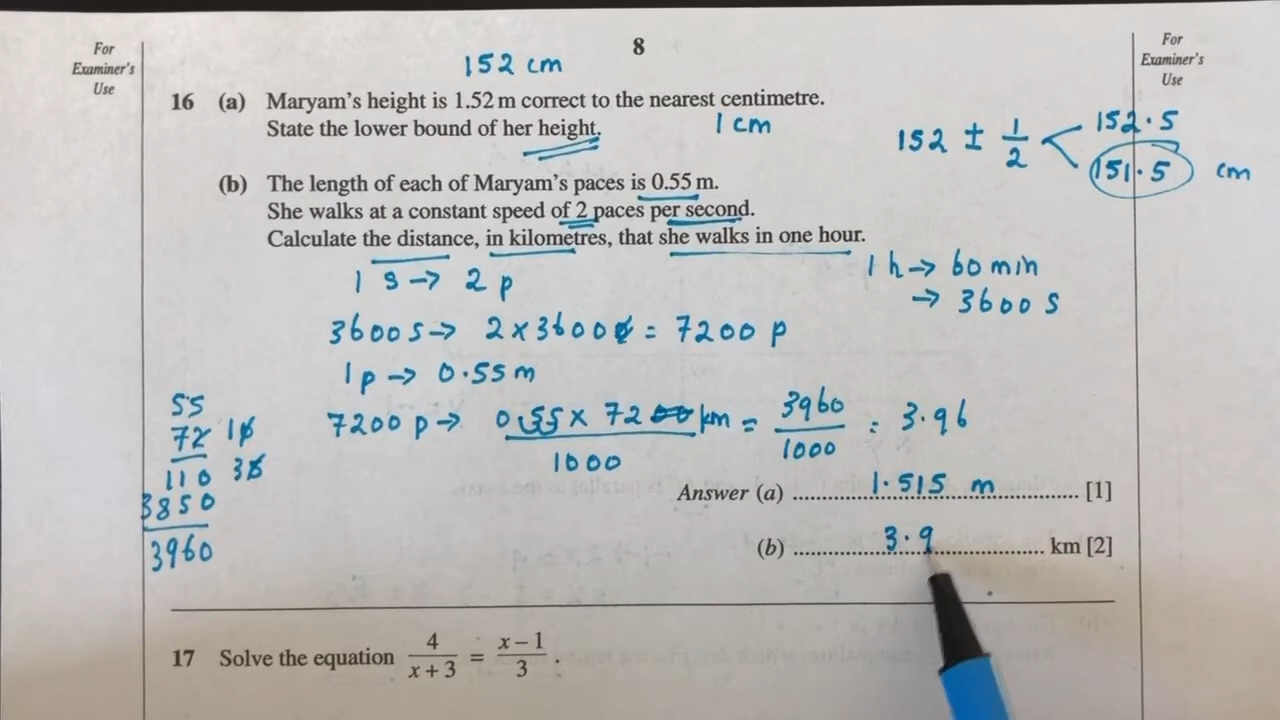 8
For
Examiner's
Use
For
Examiner's
Use
152 cm
16 (a) Maryam's height is 1.52 m correct to the nearest centimetre.
State the lower bound of her height.
1 cm
152 ± 1/2 < 152.5
151.5 cm
(b) The length of each of Maryam's paces is 0.55 m.
She walks at a constant speed of 2 paces per second.
Calculate the distance, in kilometres, that she walks in one hour.
1 s → 2 p
1 h → 60 min
→ 3600 s
3600 s → 2 × 3600 = 7200 p
1 p → 0.55 m
7200 p → 0.55 × 7200 km / 1000 = 3960 / 1000 : 3.96
55
72 10
110 36
3850
3960
Answer (a) 1.515 m [1]
(b) 3.9 km [2]
17 Solve the equation 4/(x + 3) = (x − 1)/3 .